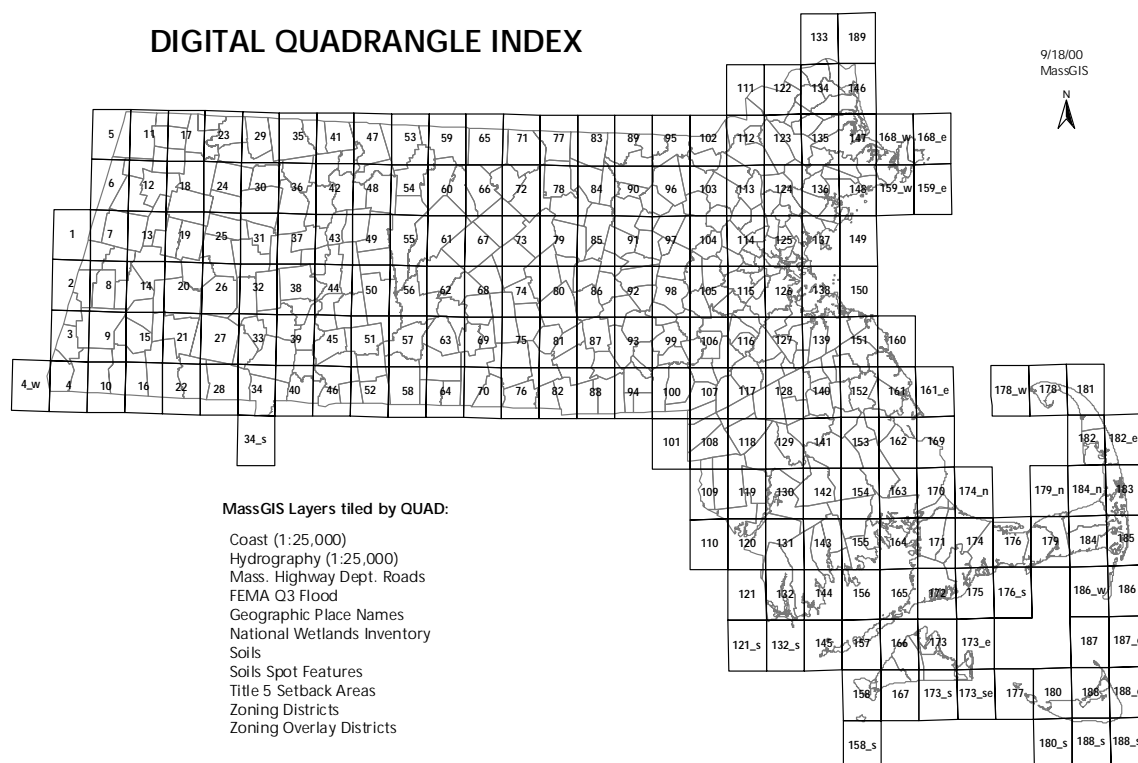 DIGITAL QUADRANGLE INDEX
9/18/00
MassGIS
N
133 189
111 122 134 146
5 11 17 23 29 35 41 47 53 59 65 71 77 83 89 95 102 112 123 135 147 168_w 168_e
6 12 18 24 30 36 42 48 54 60 66 72 78 84 90 96 103 113 124 136 148 159_w 159_e
1 7 13 19 25 31 37 43 49 55 61 67 73 79 85 91 97 104 114 125 137 149
2 8 14 20 26 32 38 44 50 56 62 68 74 80 86 92 98 105 115 126 138 150
3 9 15 21 27 33 39 45 51 57 63 69 75 81 87 93 99 106 116 127 139 151 160
4_w 4 10 16 22 28 34 40 46 52 58 64 70 76 82 88 94 100 107 117 128 140 152 161 161_e 178_w 178 181
34_s 101 108 118 129 141 153 162 169 182 182_e
109 119 130 142 154 163 170 174_n 179_n 184_n 183
110 120 131 143 155 164 171 174 176 179 184 185
121 132 144 156 165 172 175 176_s 186_w 186
121_s 132_s 145 157 166 173 173_e 187
158 167 173_s 173_se 177 180 188
158_s 180_s 188_s
MassGIS Layers tiled by QUAD:
Coast (1:25,000)
Hydrography (1:25,000)
Mass. Highway Dept. Roads
FEMA Q3 Flood
Geographic Place Names
National Wetlands Inventory
Soils
Soils Spot Features
Title 5 Setback Areas
Zoning Districts
Zoning Overlay Districts